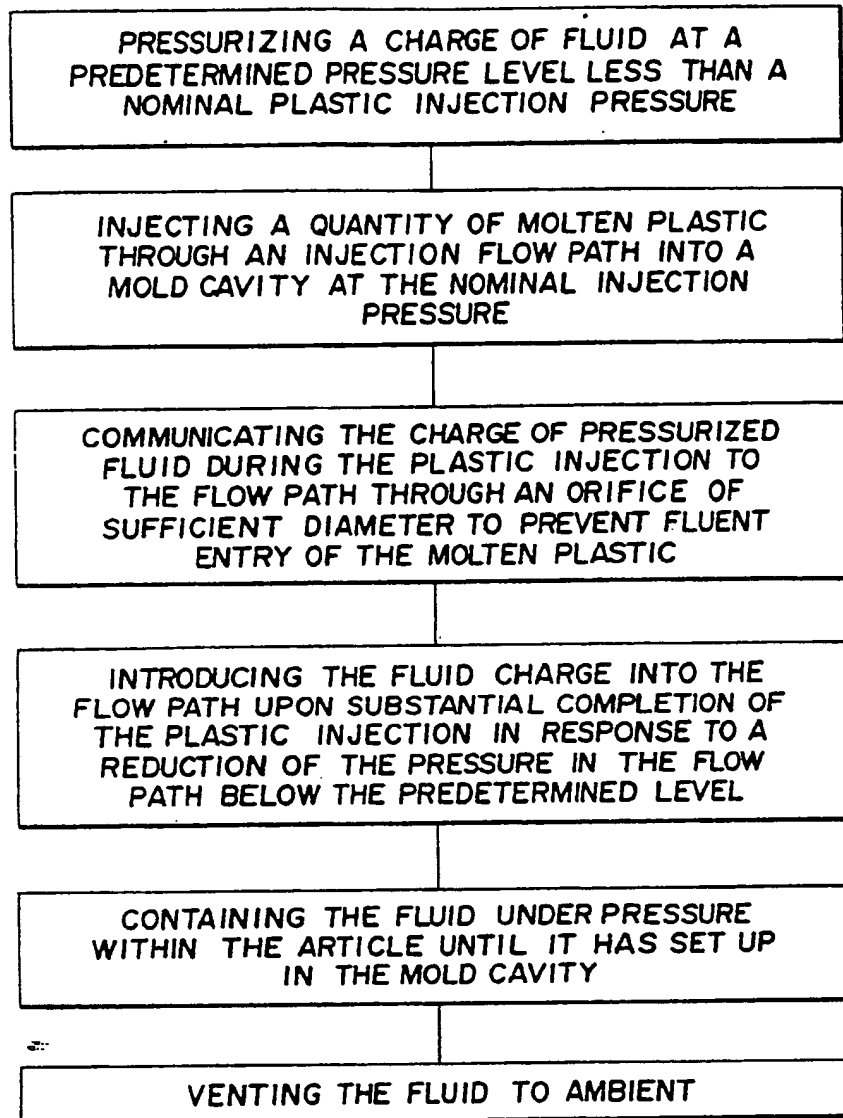 PRESSURIZING A CHARGE OF FLUID AT A
PREDETERMINED PRESSURE LEVEL LESS THAN A
NOMINAL PLASTIC INJECTION PRESSURE
INJECTING A QUANTITY OF MOLTEN PLASTIC
THROUGH AN INJECTION FLOW PATH INTO A
MOLD CAVITY AT THE NOMINAL INJECTION
PRESSURE
COMMUNICATING THE CHARGE OF PRESSURIZED
FLUID DURING THE PLASTIC INJECTION TO
THE FLOW PATH THROUGH AN ORIFICE OF
SUFFICIENT DIAMETER TO PREVENT FLUENT
ENTRY OF THE MOLTEN PLASTIC
INTRODUCING THE FLUID CHARGE INTO THE
FLOW PATH UPON SUBSTANTIAL COMPLETION OF
THE PLASTIC INJECTION IN RESPONSE TO A
REDUCTION OF THE PRESSURE IN THE FLOW
PATH BELOW THE PREDETERMINED LEVEL
CONTAINING THE FLUID UNDER PRESSURE
WITHIN THE ARTICLE UNTIL IT HAS SET UP
IN THE MOLD CAVITY
VENTING THE FLUID TO AMBIENT